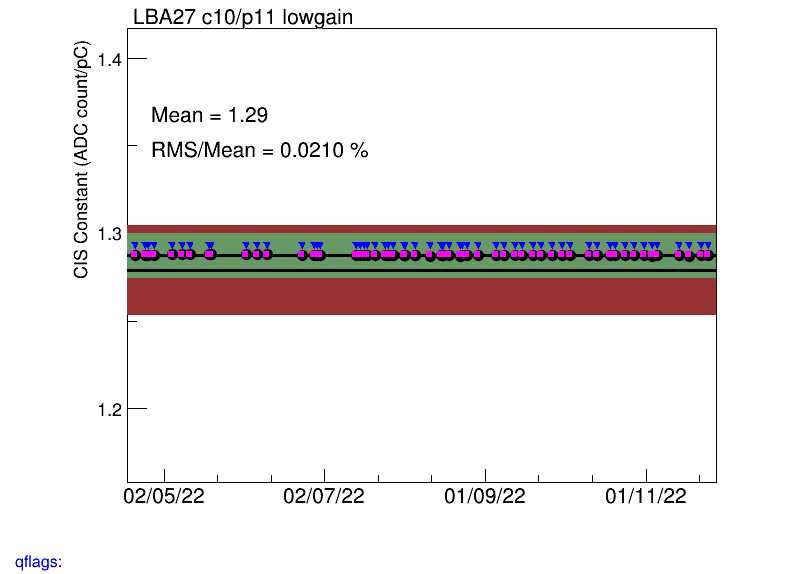 LBA27 c10/p11 lowgain
CIS Constant (ADC count/pC)
1.4
Mean = 1.29
RMS/Mean = 0.0210 %
1.3
1.2
02/05/22 02/07/22 01/09/22 01/11/22
qflags: